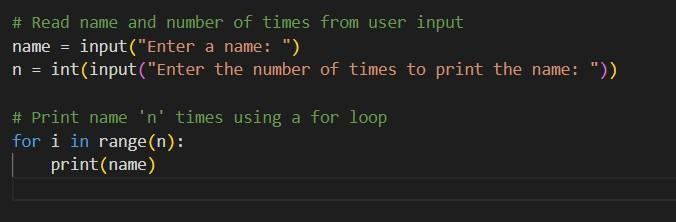 # Read name and number of times from user input
name = input("Enter a name: ")
n = int(input("Enter the number of times to print the name: "))
# Print name 'n' times using a for loop
for i in range(n):
    print(name)